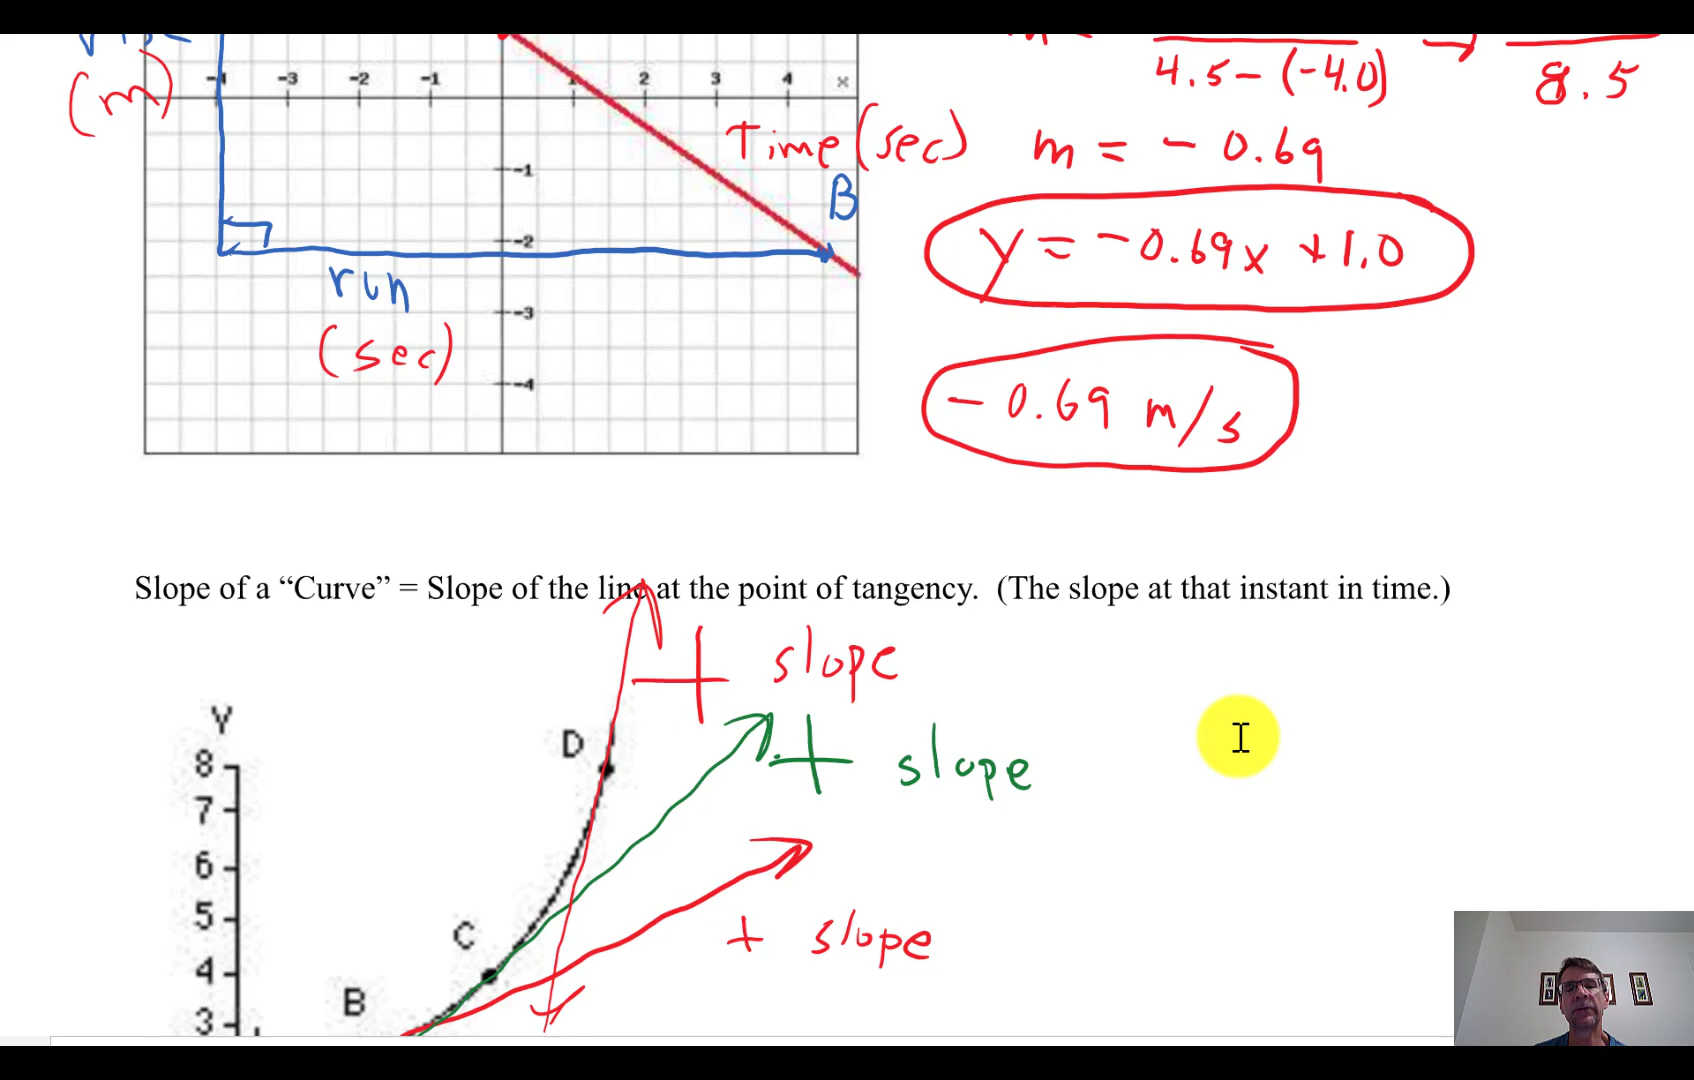 (m)
-4 -3 -2 -1 2 3 4 x
4.5-(-4.0) → 8.5
Time (sec)
m = -0.69
-1
B
y = -0.69x +1.0
-2
run
-3
(sec)
-4
-0.69 m/s
Slope of a “Curve” = Slope of the line at the point of tangency. (The slope at that instant in time.)
+ slope
Y
D
+ slope
8
7
6
5
C
+ slope
4
B
3